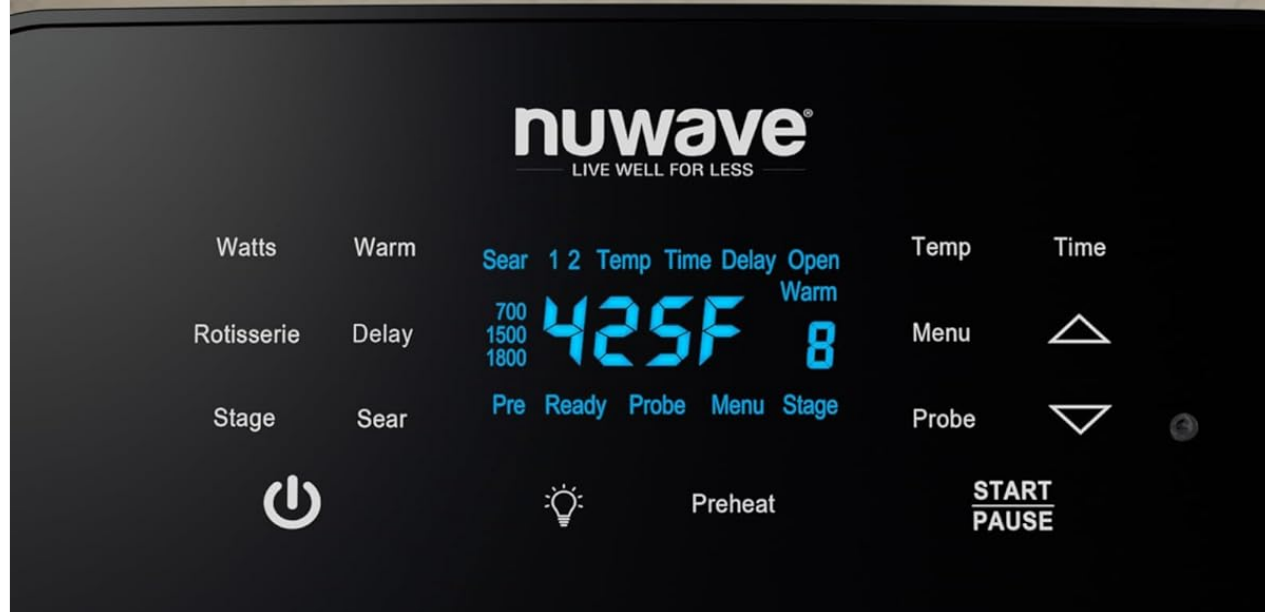 nuwave®
LIVE WELL FOR LESS
Watts Warm
Rotisserie Delay
Stage Sear
Sear 1 2 Temp Time Delay Open
Warm
700
1500
1800
425F
8
Pre Ready Probe Menu Stage
Temp Time
Menu
Probe
Preheat
START
PAUSE